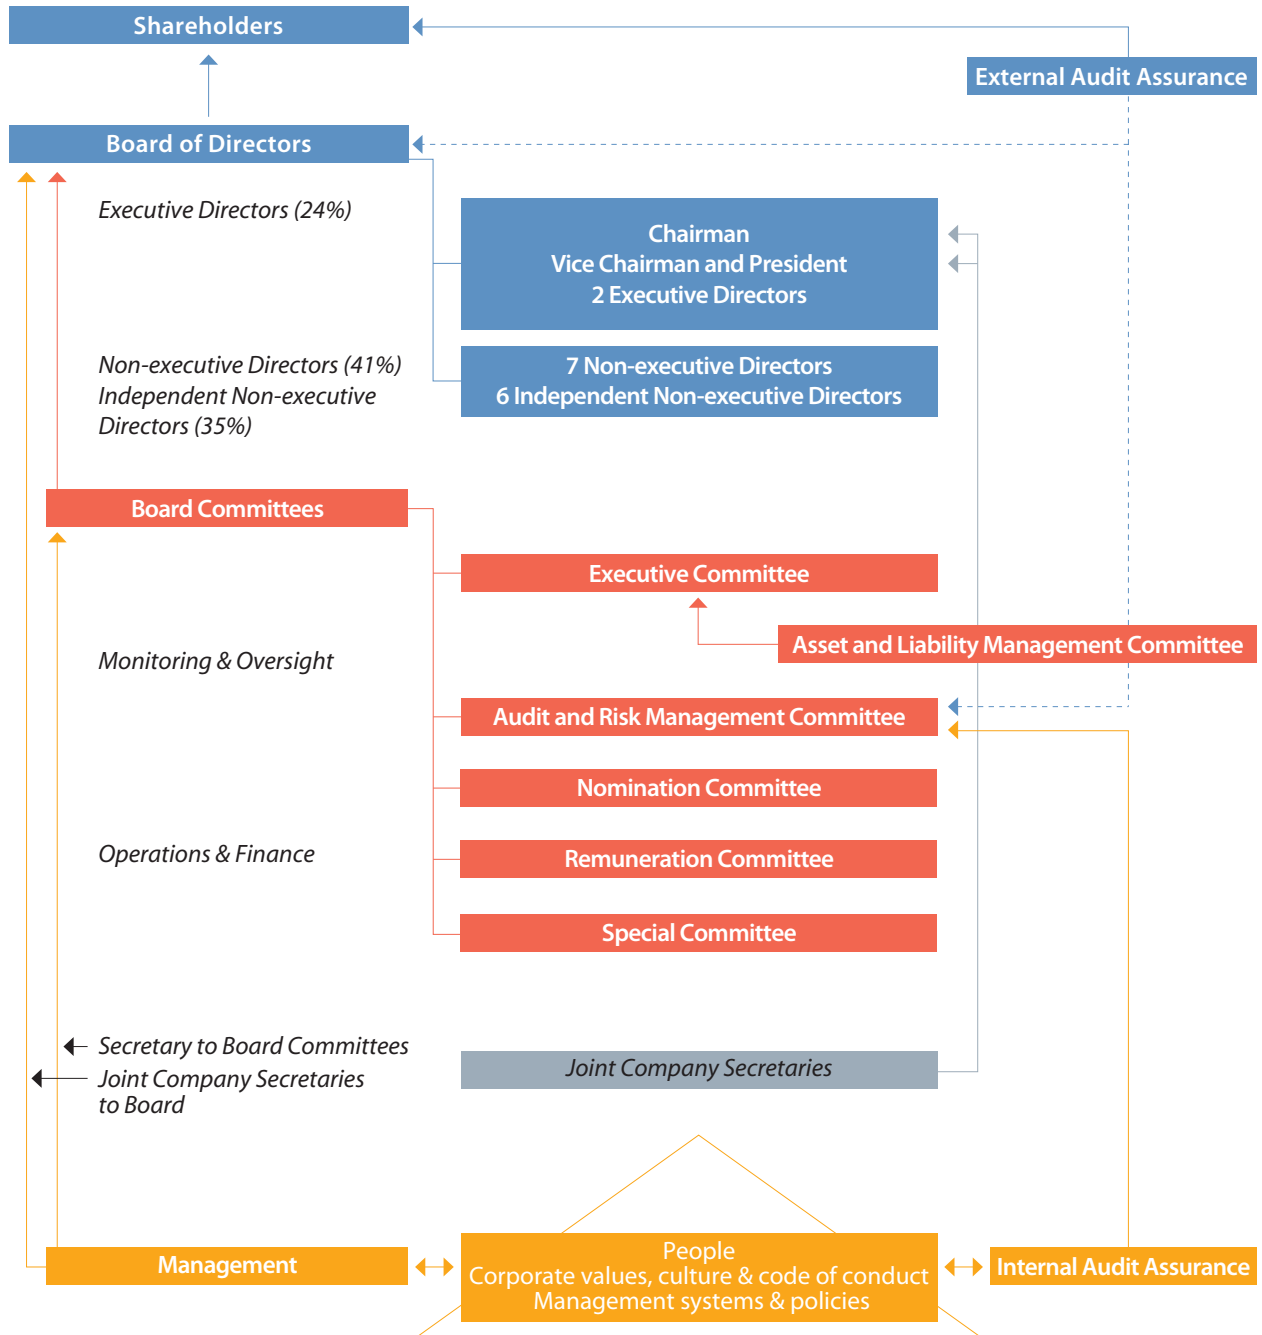 Shareholders
External Audit Assurance
Board of Directors
Executive Directors (24%)
Chairman
Vice Chairman and President
2 Executive Directors
Non-executive Directors (41%)
Independent Non-executive
Directors (35%)
7 Non-executive Directors
6 Independent Non-executive Directors
Board Committees
Executive Committee
Asset and Liability Management Committee
Monitoring & Oversight
Audit and Risk Management Committee
Nomination Committee
Operations & Finance
Remuneration Committee
Special Committee
Secretary to Board Committees
Joint Company Secretaries
to Board
Joint Company Secretaries
Management
People
Corporate values, culture & code of conduct
Management systems & policies
Internal Audit Assurance